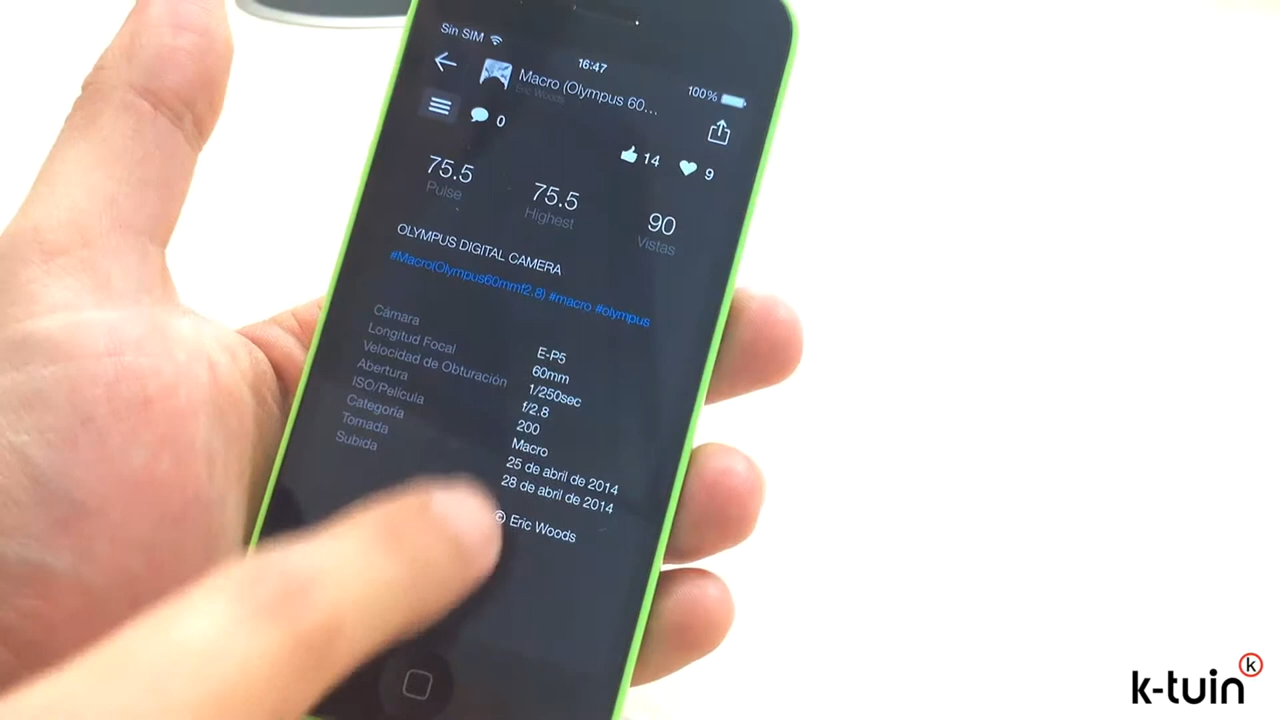 Sin SIM
16:47
100%
Macro (Olympus 60...
Eric Woods
0
14
9
75.5
Pulse
75.5
Highest
90
Vistas
OLYMPUS DIGITAL CAMERA
#Macro(Olympus60mmf2.8) #macro #olympus
Cámara E-P5
Longitud Focal 60mm
Velocidad de Obturación 1/250sec
Abertura f/2.8
ISO/Película 200
Categoría Macro
Tomada 25 de abril de 2014
Subida 28 de abril de 2014
© Eric Woods
k-tuin k